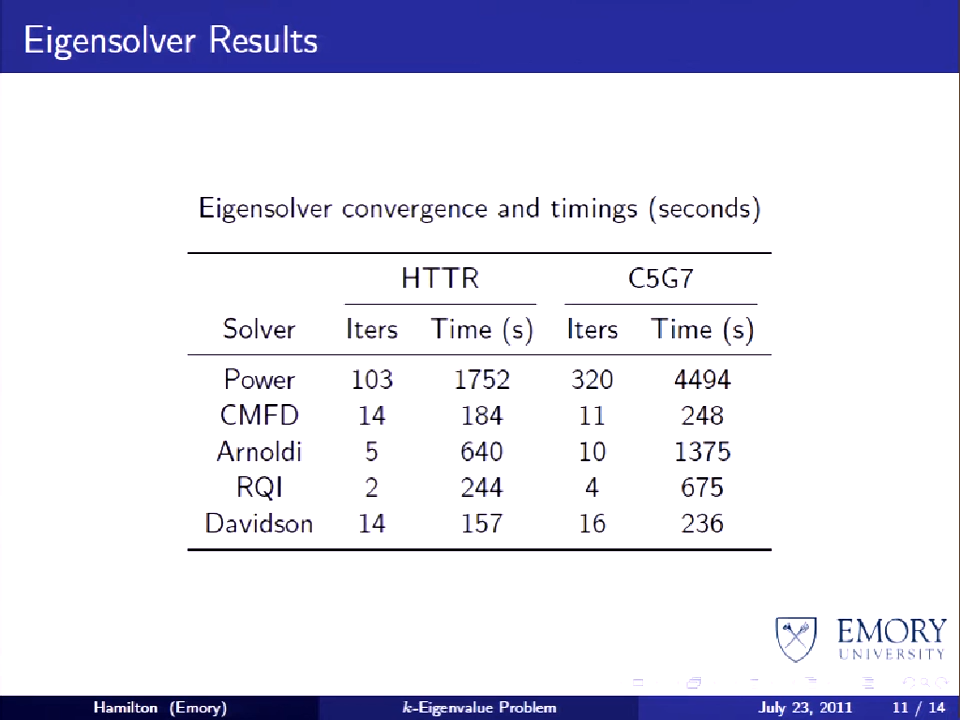 Eigensolver Results
Eigensolver convergence and timings (seconds)
HTTR C5G7
Solver Iters Time (s) Iters Time (s)
Power 103 1752 320 4494
CMFD 14 184 11 248
Arnoldi 5 640 10 1375
RQI 2 244 4 675
Davidson 14 157 16 236
EMORY
UNIVERSITY
Hamilton (Emory) k-Eigenvalue Problem July 23, 2011 11 / 14